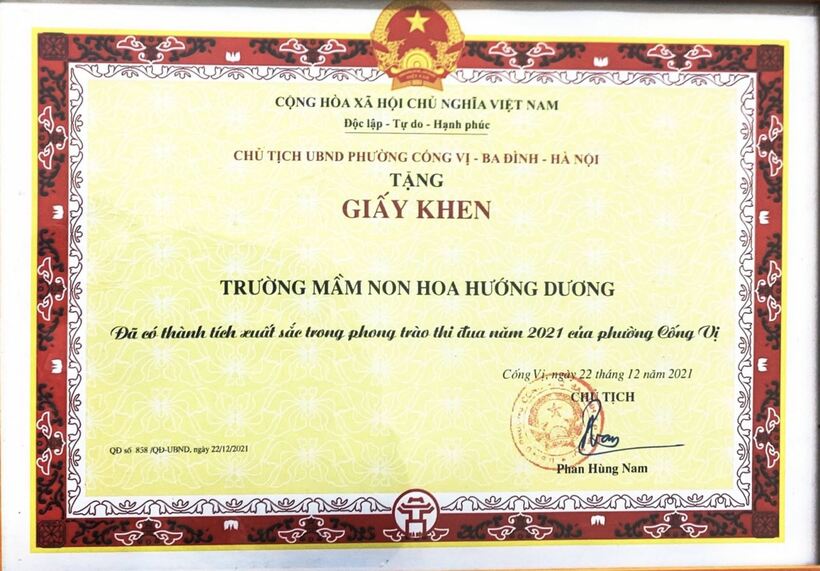 VIỆT NAM
CỘNG HÒA XÃ HỘI CHỦ NGHĨA VIỆT NAM
Độc lập - Tự do - Hạnh phúc
CHỦ TỊCH UBND PHƯỜNG CỐNG VỊ - BA ĐÌNH - HÀ NỘI
TẶNG
GIẤY KHEN
TRƯỜNG MẦM NON HOA HƯỚNG DƯƠNG
Đã có thành tích xuất sắc trong phong trào thi đua năm 2021 của phường Cống Vị
Cống Vị, ngày 22 tháng 12 năm 2021
CHỦ TỊCH
QĐ số 858 /QĐ-UBND, ngày 22/12/2021
Phan Hùng Nam